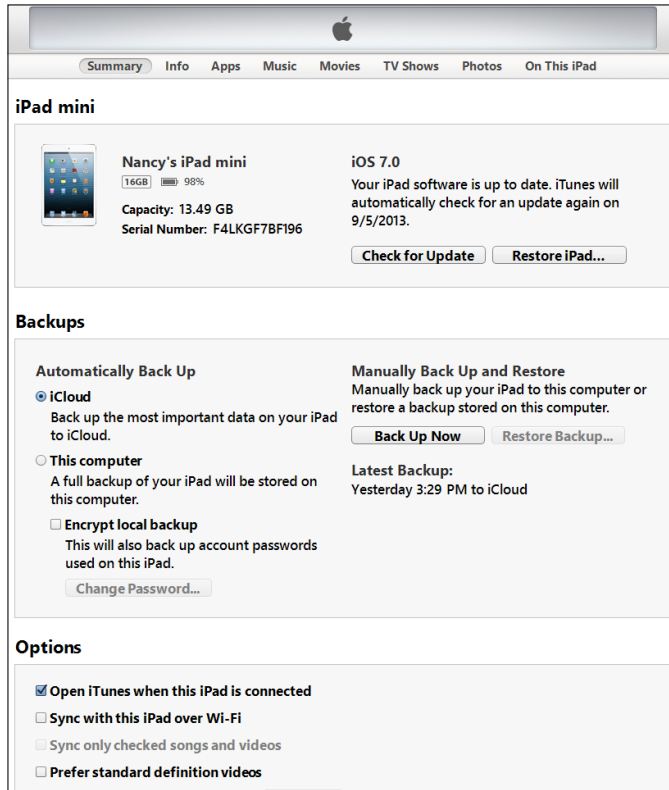 Summary Info Apps Music Movies TV Shows Photos On This iPad
iPad mini
Nancy's iPad mini
16GB 98%
Capacity: 13.49 GB
Serial Number: F4LKGF7BF196
iOS 7.0
Your iPad software is up to date. iTunes will
automatically check for an update again on
9/5/2013.
Check for Update Restore iPad...
Backups
Automatically Back Up
iCloud
Back up the most important data on your iPad
to iCloud.
This computer
A full backup of your iPad will be stored on
this computer.
Encrypt local backup
This will also back up account passwords
used on this iPad.
Change Password...
Manually Back Up and Restore
Manually back up your iPad to this computer or
restore a backup stored on this computer.
Back Up Now Restore Backup...
Latest Backup:
Yesterday 3:29 PM to iCloud
Options
Open iTunes when this iPad is connected
Sync with this iPad over Wi-Fi
Sync only checked songs and videos
Prefer standard definition videos